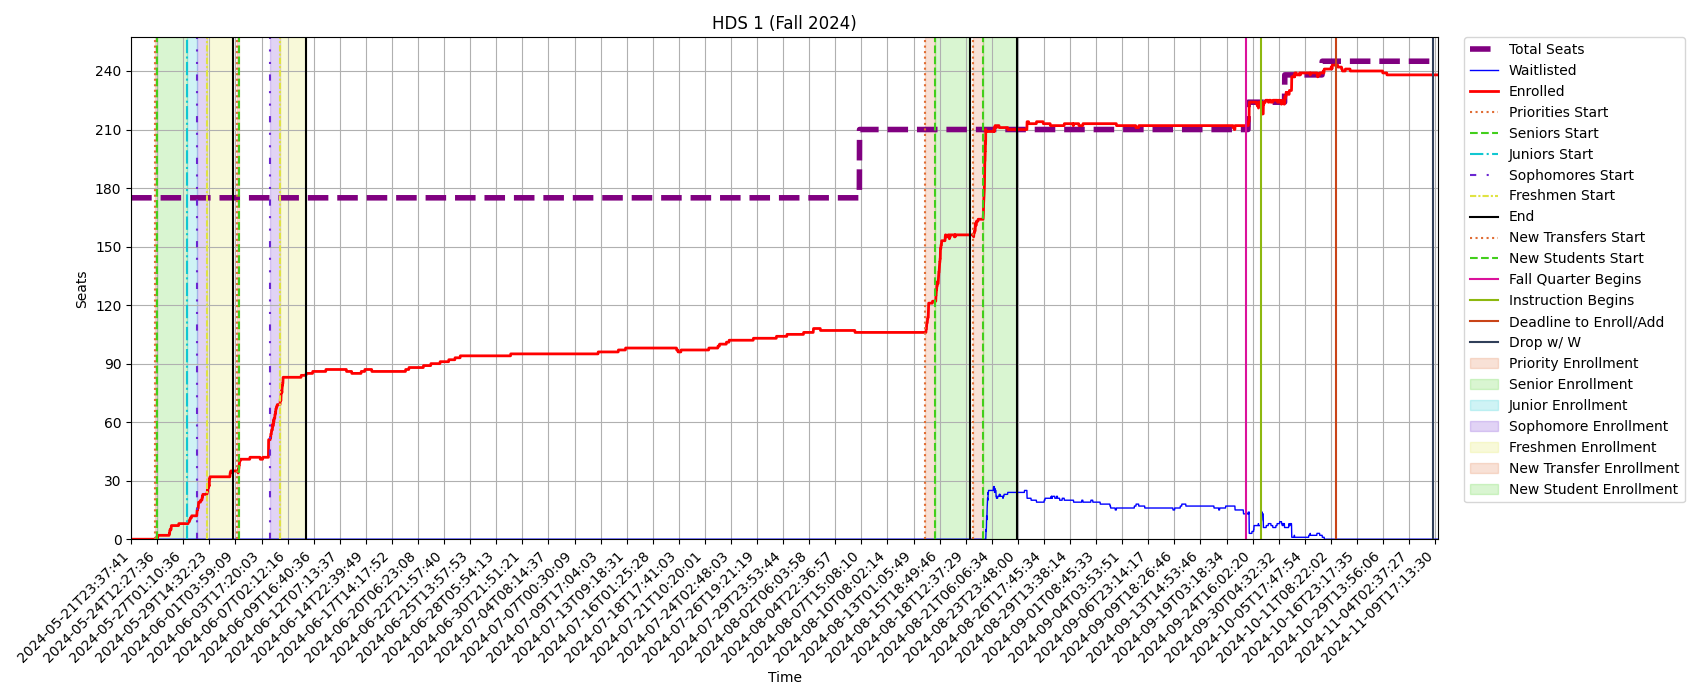 HDS 1 (Fall 2024)
Seats
240
210
180
150
120
90
60
30
0
2024-05-21T23:37:41
2024-05-24T12:27:36
2024-05-27T01:10:36
2024-05-29T14:32:23
2024-06-01T03:59:09
2024-06-03T17:20:03
2024-06-07T02:12:16
2024-06-09T16:40:36
2024-06-12T07:13:37
2024-06-14T22:39:49
2024-06-17T14:17:52
2024-06-20T06:23:08
2024-06-22T21:57:40
2024-06-25T13:57:53
2024-06-28T05:54:13
2024-06-30T21:51:21
2024-07-04T08:14:37
2024-07-07T00:30:09
2024-07-09T17:04:03
2024-07-13T09:18:31
2024-07-16T01:25:28
2024-07-18T17:41:03
2024-07-21T10:20:01
2024-07-24T02:48:03
2024-07-26T19:21:19
2024-07-29T23:53:44
2024-08-02T06:03:58
2024-08-04T22:36:57
2024-08-07T15:08:10
2024-08-10T08:02:14
2024-08-13T01:05:49
2024-08-15T18:49:46
2024-08-18T12:37:29
2024-08-21T06:06:34
2024-08-23T23:48:00
2024-08-26T17:45:34
2024-08-29T13:38:14
2024-09-01T08:45:33
2024-09-04T03:53:51
2024-09-06T23:14:17
2024-09-09T18:26:46
2024-09-13T14:53:46
2024-09-19T03:18:34
2024-09-24T16:02:20
2024-09-30T04:32:32
2024-10-05T17:47:54
2024-10-11T08:22:02
2024-10-16T23:17:35
2024-10-29T13:56:06
2024-11-04T02:37:27
2024-11-09T17:13:30
Time
Total Seats
Waitlisted
Enrolled
Priorities Start
Seniors Start
Juniors Start
Sophomores Start
Freshmen Start
End
New Transfers Start
New Students Start
Fall Quarter Begins
Instruction Begins
Deadline to Enroll/Add
Drop w/ W
Priority Enrollment
Senior Enrollment
Junior Enrollment
Sophomore Enrollment
Freshmen Enrollment
New Transfer Enrollment
New Student Enrollment